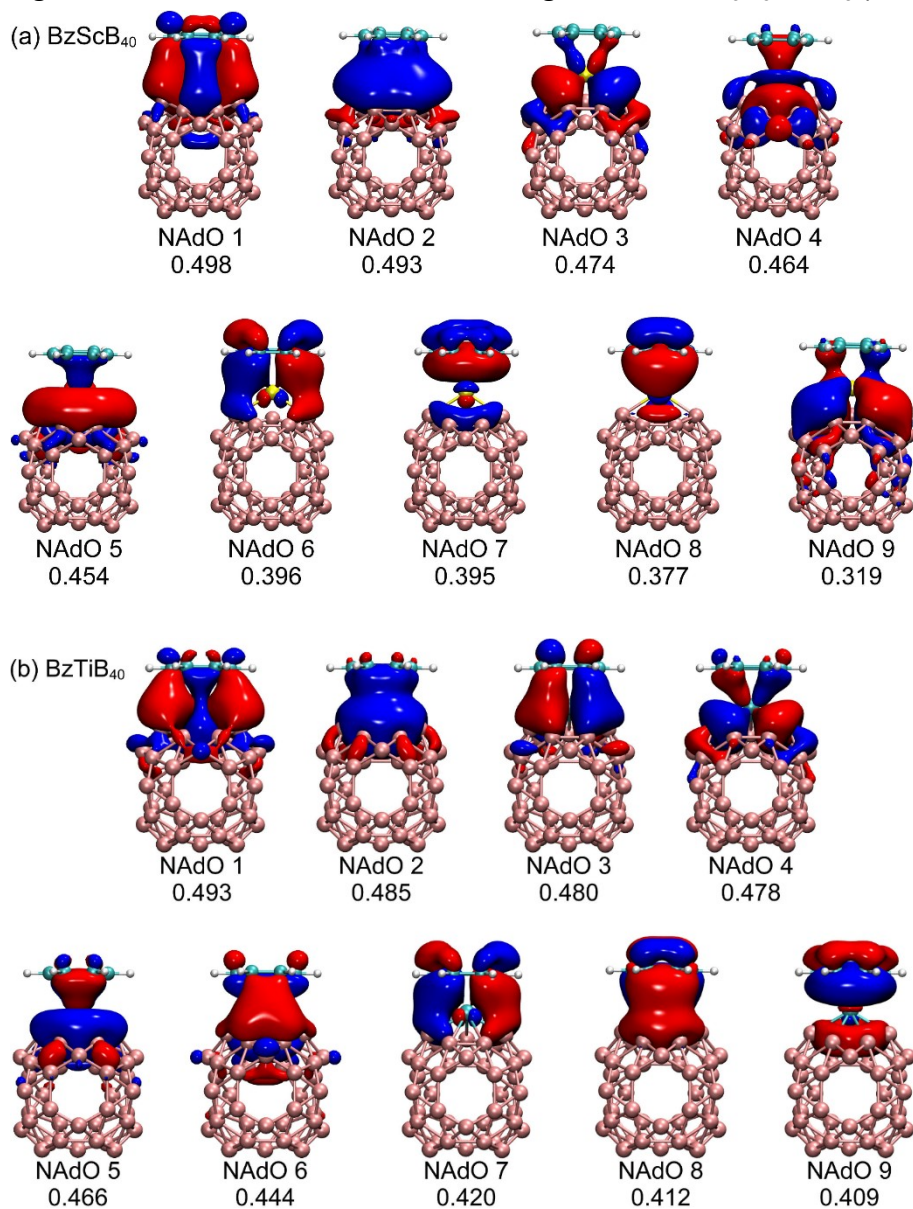 (a) BzScB40
NAdO 1 NAdO 2 NAdO 3 NAdO 4
0.498 0.493 0.474 0.464
NAdO 5 NAdO 6 NAdO 7 NAdO 8 NAdO 9
0.454 0.396 0.395 0.377 0.319
(b) BzTiB40
NAdO 1 NAdO 2 NAdO 3 NAdO 4
0.493 0.485 0.480 0.478
NAdO 5 NAdO 6 NAdO 7 NAdO 8 NAdO 9
0.466 0.444 0.420 0.412 0.409